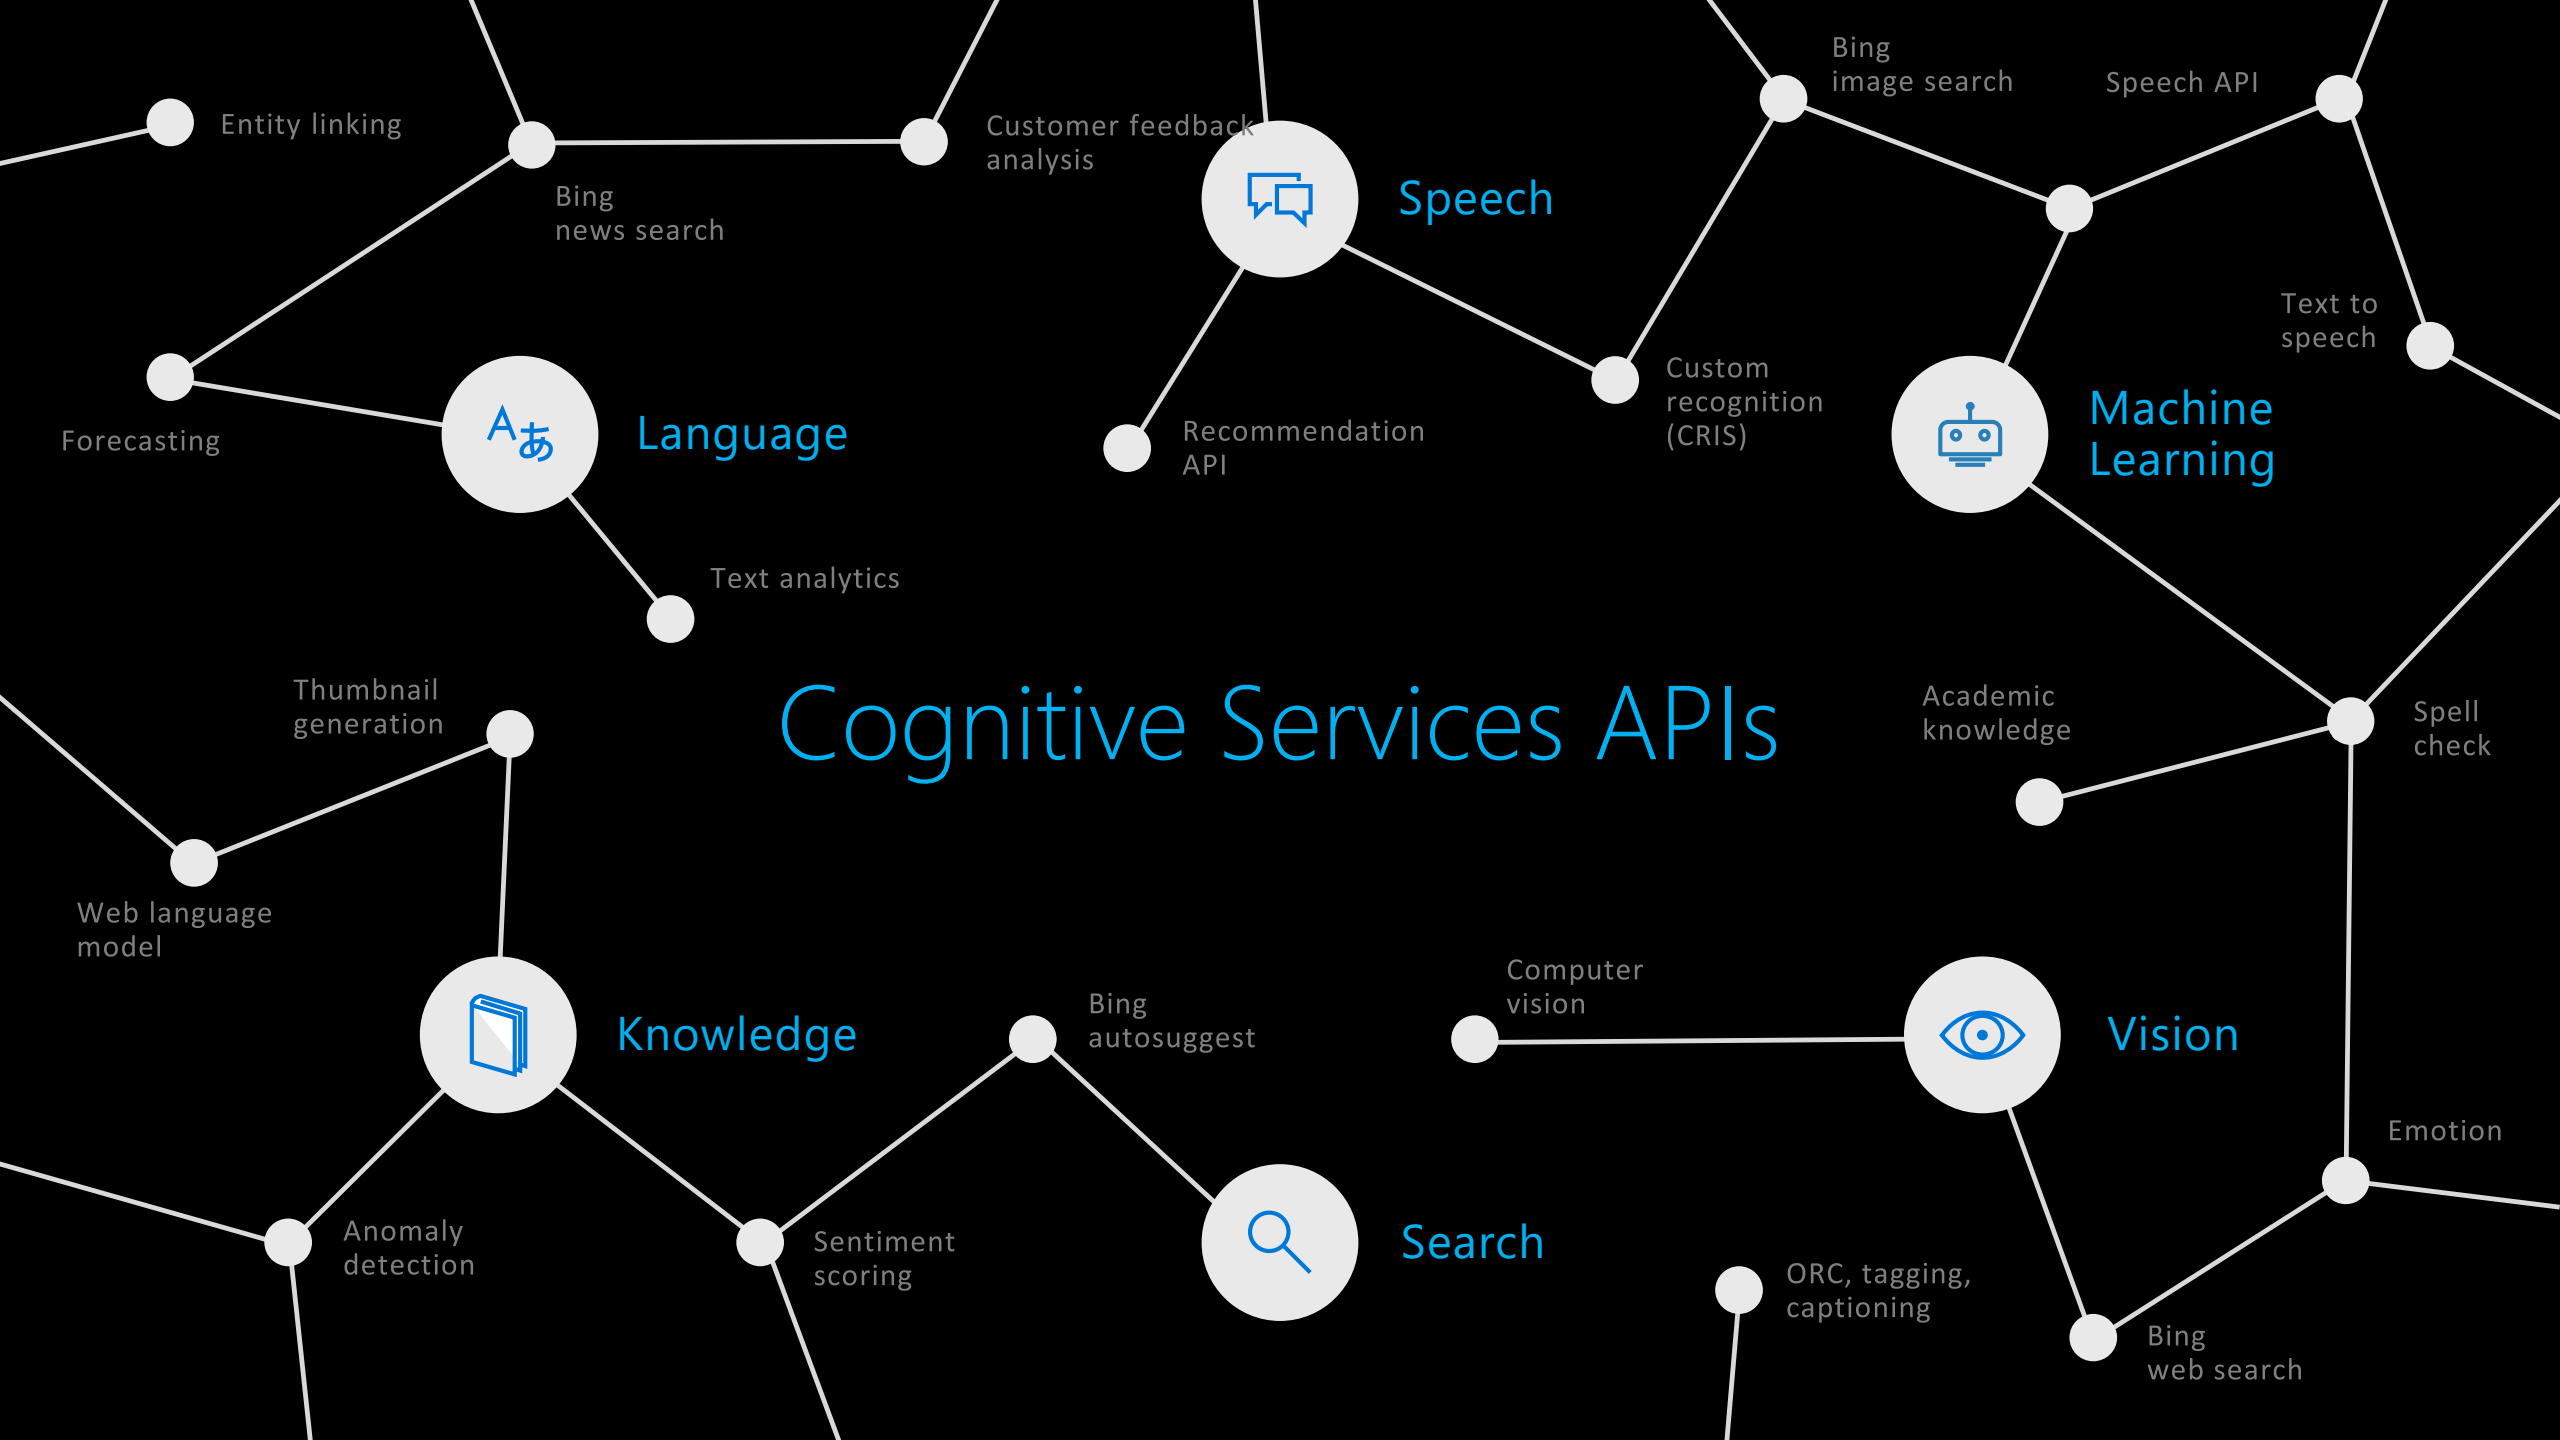 Bing
image search
Speech API
Entity linking
Customer feedback
analysis
Bing
news search
Speech
Text to
speech
Custom
recognition
(CRIS)
Machine
Learning
Forecasting
Aあ
Language
Recommendation
API
Text analytics
Thumbnail
generation
Cognitive Services APIs
Academic
knowledge
Spell
check
Web language
model
Computer
vision
Bing
autosuggest
Knowledge
Vision
Emotion
Anomaly
detection
Sentiment
scoring
Search
ORC, tagging,
captioning
Bing
web search